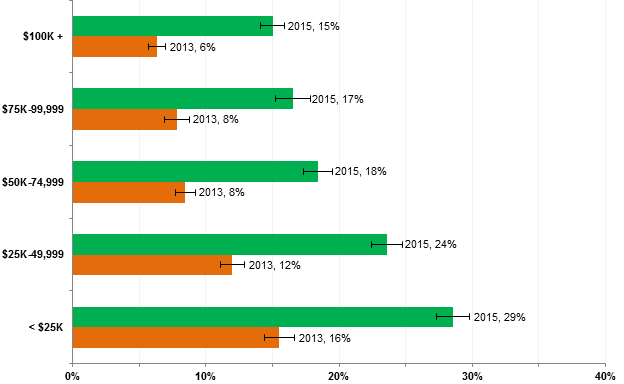 $100K +
2015, 15%
2013, 6%
$75K-99,999
2015, 17%
2013, 8%
$50K-74,999
2015, 18%
2013, 8%
$25K-49,999
2015, 24%
2013, 12%
< $25K
2015, 29%
2013, 16%
0% 10% 20% 30% 40%